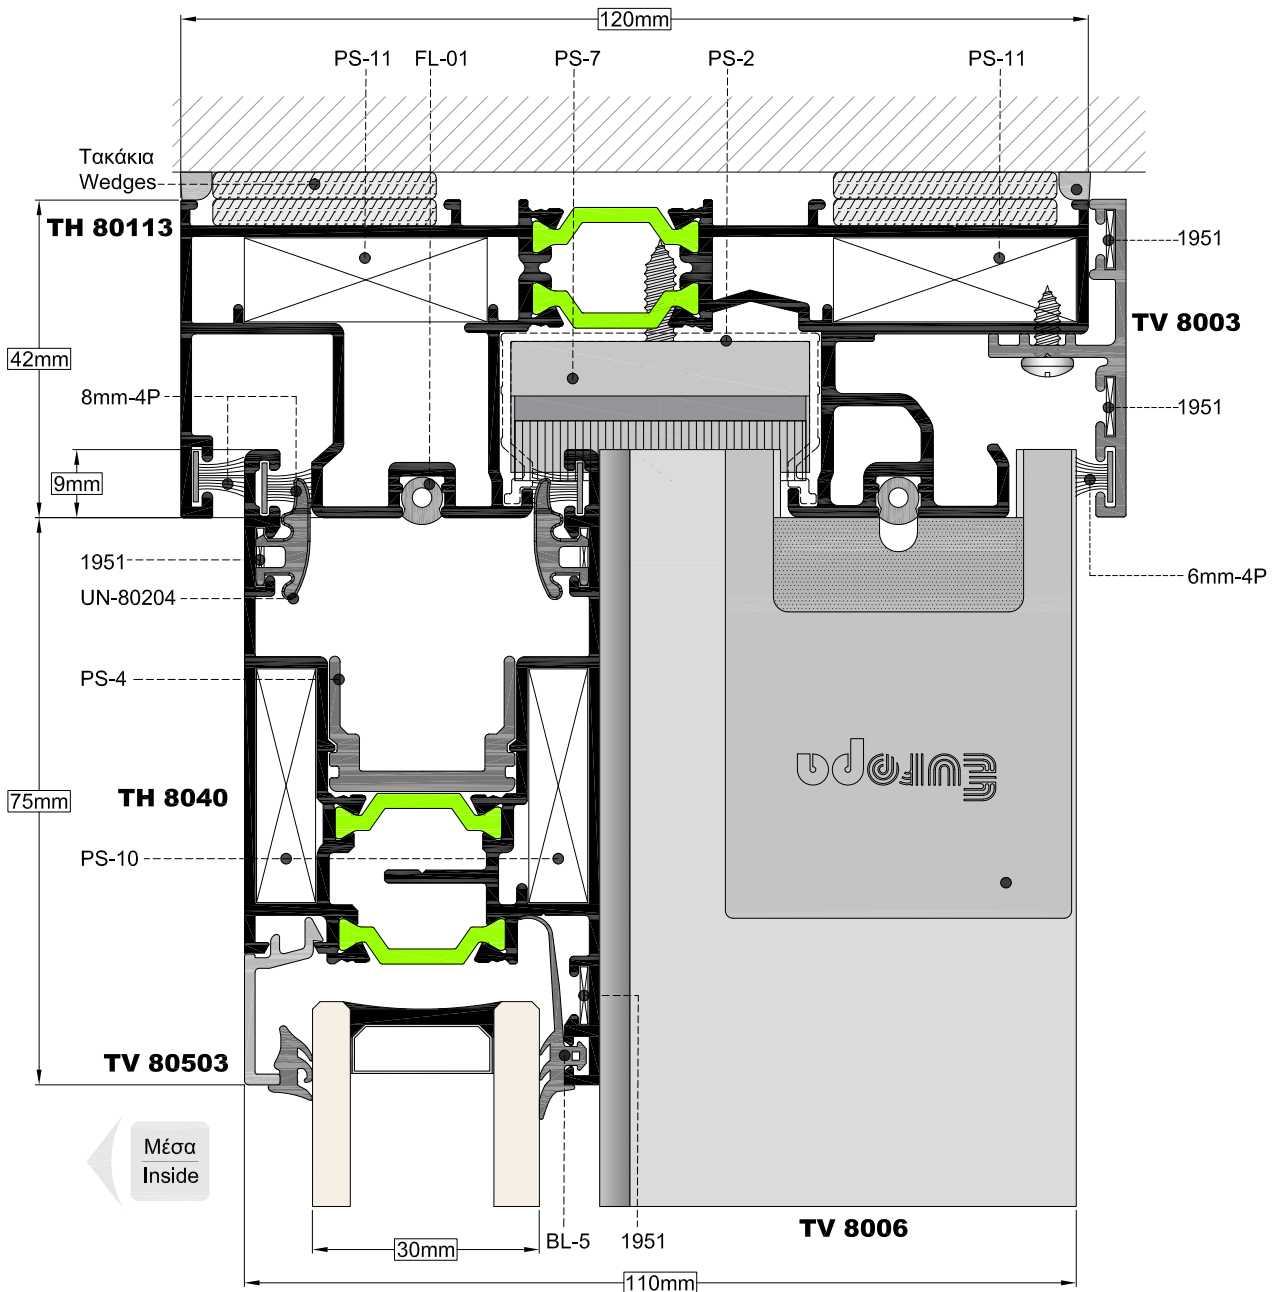 120mm
PS-11
FL-01
PS-7
PS-2
PS-11
Τακάκια
Wedges
TH 80113
1951
TV 8003
42mm
8mm-4P
1951
9mm
1951
6mm-4P
UN-80204
PS-4
europa
75mm
TH 8040
PS-10
TV 80503
Μέσα
Inside
TV 8006
30mm
BL-5
1951
110mm